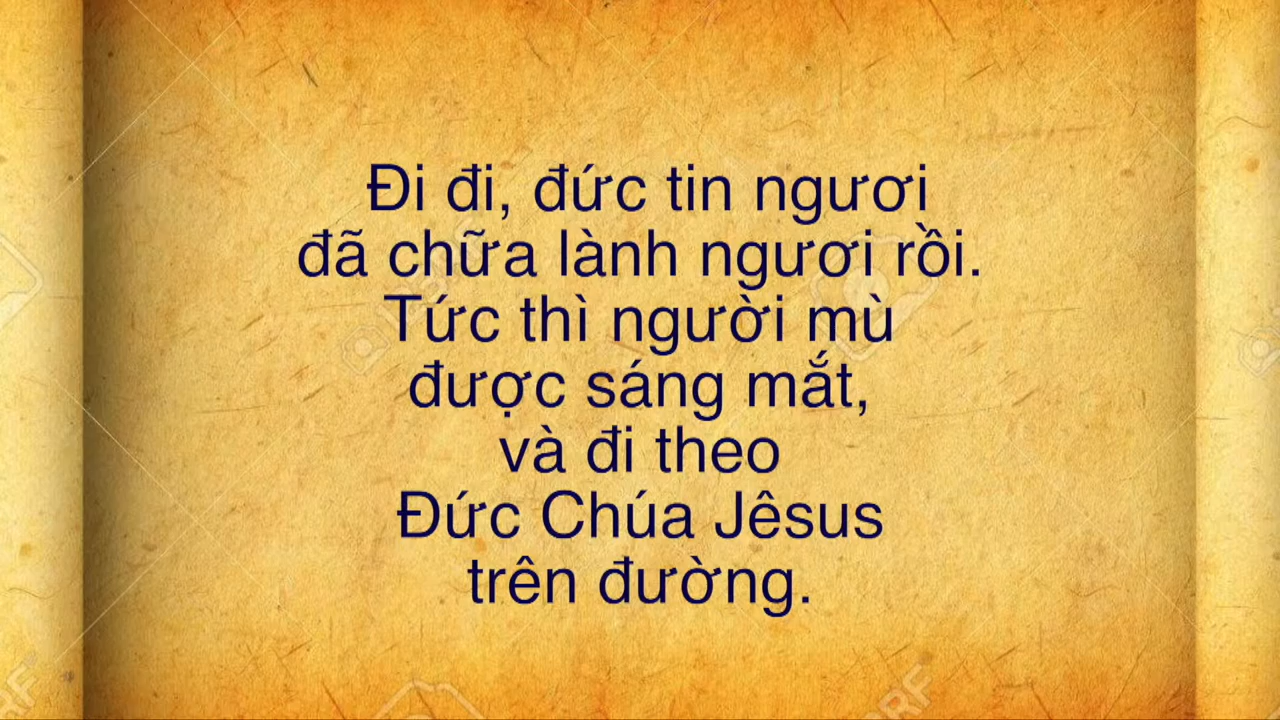 Đi đi, đức tin ngươi
đã chữa lành ngươi rồi.
Tức thì người mù
được sáng mắt,
và đi theo
Đức Chúa Jêsus
trên đường.